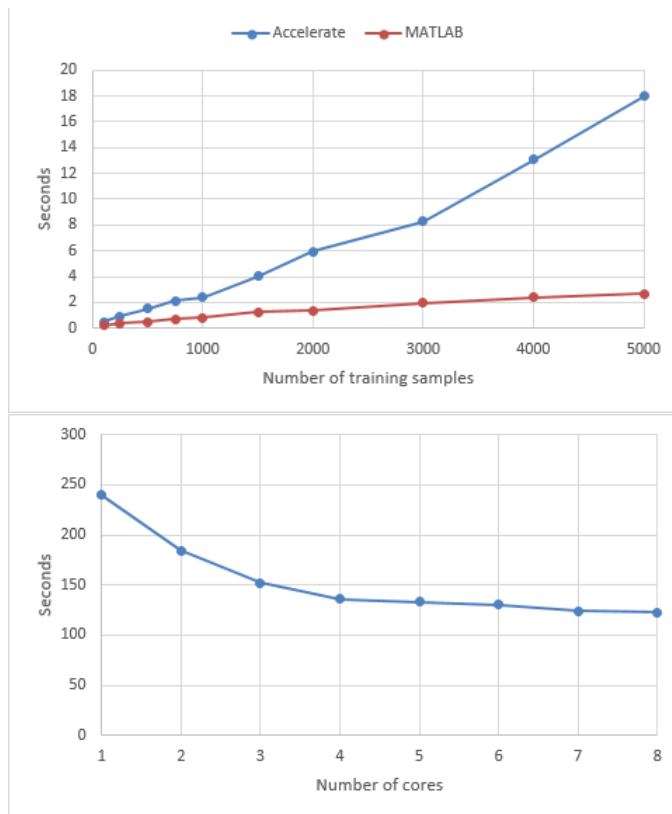 Accelerate MATLAB
20
18
16
14
12
10
8
6
4
2
0
Seconds
0 1000 2000 3000 4000 5000
Number of training samples
300
250
200
150
100
50
0
Seconds
1 2 3 4 5 6 7 8
Number of cores